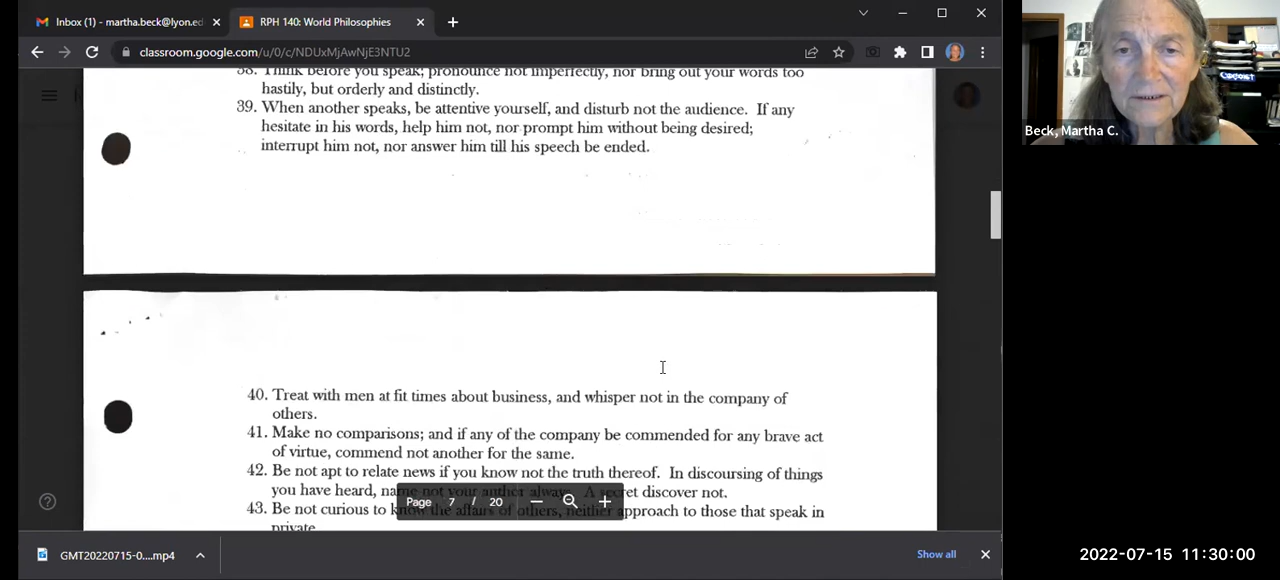 Inbox (1) - martha.beck@lyon.ed
RPH 140: World Philosophies
classroom.google.com/u/0/c/NDUxMjAwNjE3NTU2
38. Think before you speak; pronounce not imperfectly, nor bring out your words too
hastily, but orderly and distinctly.
39. When another speaks, be attentive yourself, and disturb not the audience. If any
hesitate in his words, help him not, nor prompt him without being desired;
interrupt him not, nor answer him till his speech be ended.
40. Treat with men at fit times about business, and whisper not in the company of
others.
41. Make no comparisons; and if any of the company be commended for any brave act
of virtue, commend not another for the same.
42. Be not apt to relate news if you know not the truth thereof. In discoursing of things
you have heard, name not your author always. A secret discover not.
43. Be not curious to know the affairs of others, neither approach to those that speak in
private.
Page 7 / 20
GMT20220715-0....mp4
Show all
Beck, Martha C.
2022-07-15 11:30:00